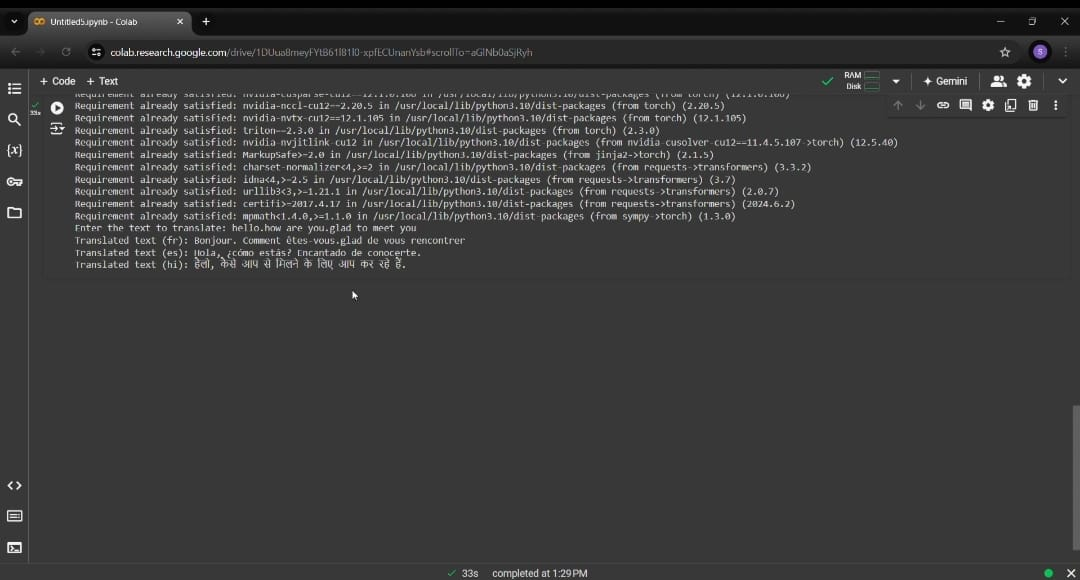 Untitled5.ipynb - Colab
colab.research.google.com/drive/
+ Code + Text
RAM
Disk
Gemini
33s
Requirement already satisfied: nvidia-nccl-cu12==2.20.5 in /usr/local/lib/python3.10/dist-packages (from torch) (2.20.5)
Requirement already satisfied: nvidia-nvtx-cu12==12.1.105 in /usr/local/lib/python3.10/dist-packages (from torch) (12.1.105)
Requirement already satisfied: triton==2.3.0 in /usr/local/lib/python3.10/dist-packages (from torch) (2.3.0)
Requirement already satisfied: nvidia-nvjitlink-cu12 in /usr/local/lib/python3.10/dist-packages (from nvidia-cusolver-cu12==11.4.5.107->torch) (12.5.40)
Requirement already satisfied: MarkupSafe>=2.0 in /usr/local/lib/python3.10/dist-packages (from jinja2->torch) (2.1.5)
Requirement already satisfied: charset-normalizer<4,>=2 in /usr/local/lib/python3.10/dist-packages (from requests->transformers) (3.3.2)
Requirement already satisfied: idna<4,>=2.5 in /usr/local/lib/python3.10/dist-packages (from requests->transformers) (3.7)
Requirement already satisfied: urllib3<3,>=1.21.1 in /usr/local/lib/python3.10/dist-packages (from requests->transformers) (2.0.7)
Requirement already satisfied: certifi>=2017.4.17 in /usr/local/lib/python3.10/dist-packages (from requests->transformers) (2024.6.2)
Requirement already satisfied: mpmath<1.4.0,>=1.1.0 in /usr/local/lib/python3.10/dist-packages (from sympy->torch) (1.3.0)
Enter the text to translate: hello.how are you.glad to meet you
Translated text (fr): Bonjour. Comment êtes-vous.glad de vous rencontrer
Translated text (es): Hola, ¿cómo estás? Encantado de conocerte.
Translated text (hi): हैलो, कैसे आप से मिलने के लिए आप कर रहे हैं.
33s completed at 1:29 PM